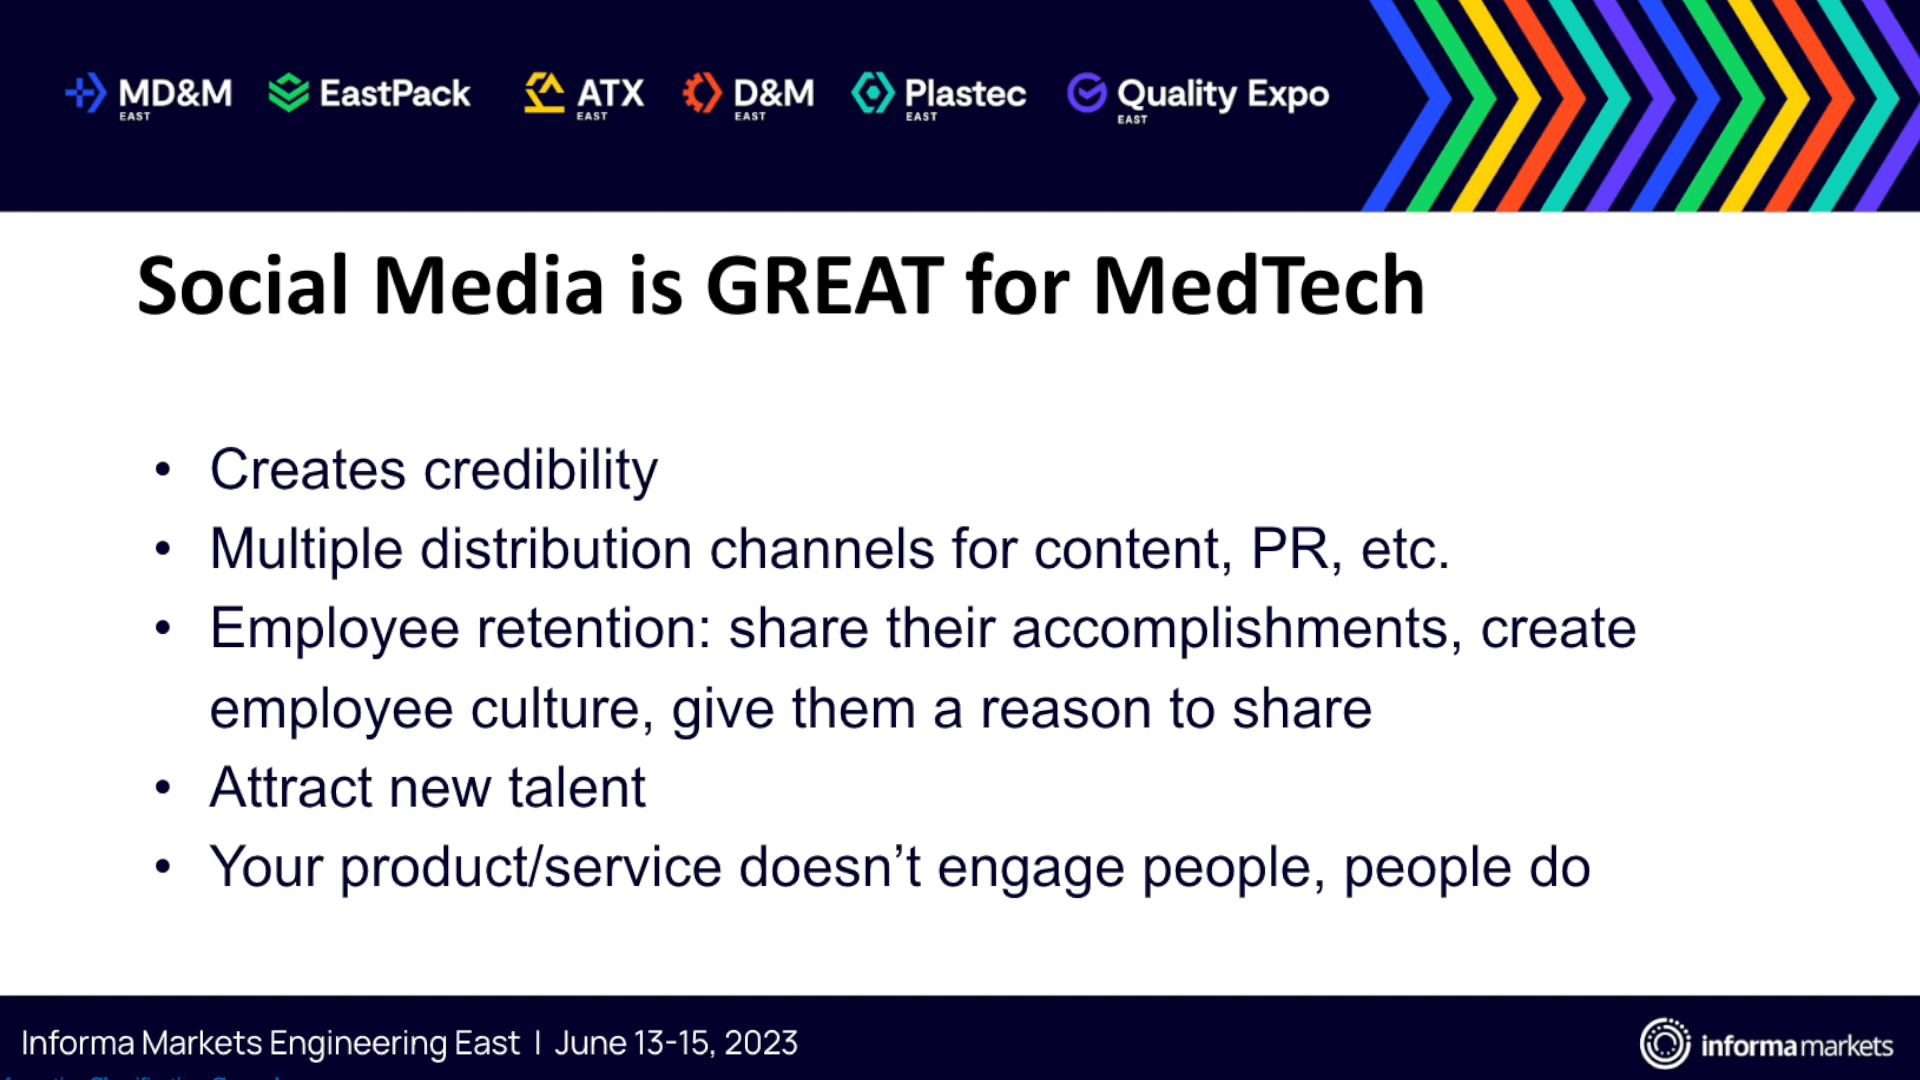 MD&M EastPack ATX D&M Plastec Quality Expo
EAST EAST EAST EAST EAST
Social Media is GREAT for MedTech
• Creates credibility
• Multiple distribution channels for content, PR, etc.
• Employee retention: share their accomplishments, create
employee culture, give them a reason to share
• Attract new talent
• Your product/service doesn’t engage people, people do
Informa Markets Engineering East | June 13-15, 2023
informa markets